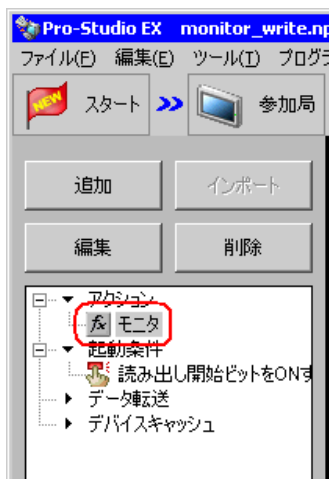 Pro-Studio EX monitor_write.np
ファイル(F) 編集(E) ツール(T) プログラ
NEW スタート 参加局
追加 インポート
編集 削除
アクション
fx モニタ
起動条件
読み出し開始ビットをONす
データ転送
デバイスキャッシュ